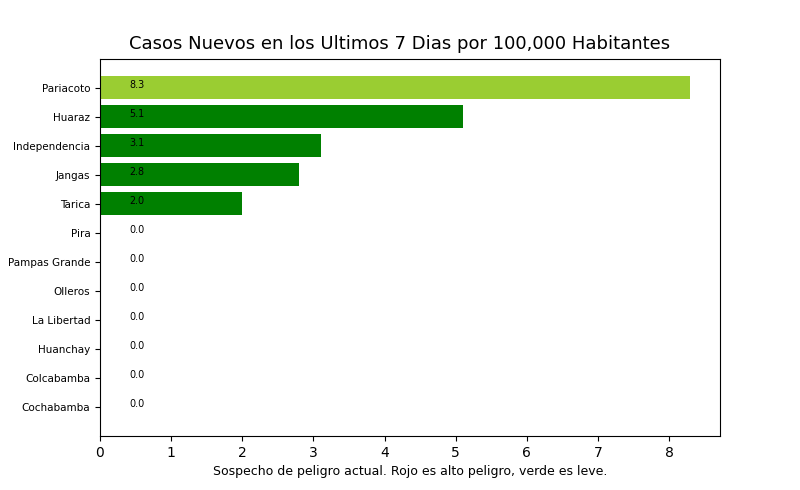 Casos Nuevos en los Ultimos 7 Dias por 100,000 Habitantes
Pariacoto 8.3
Huaraz 5.1
Independencia 3.1
Jangas 2.8
Tarica 2.0
Pira 0.0
Pampas Grande 0.0
Olleros 0.0
La Libertad 0.0
Huanchay 0.0
Colcabamba 0.0
Cochabamba 0.0
0 1 2 3 4 5 6 7 8
Sospecho de peligro actual. Rojo es alto peligro, verde es leve.